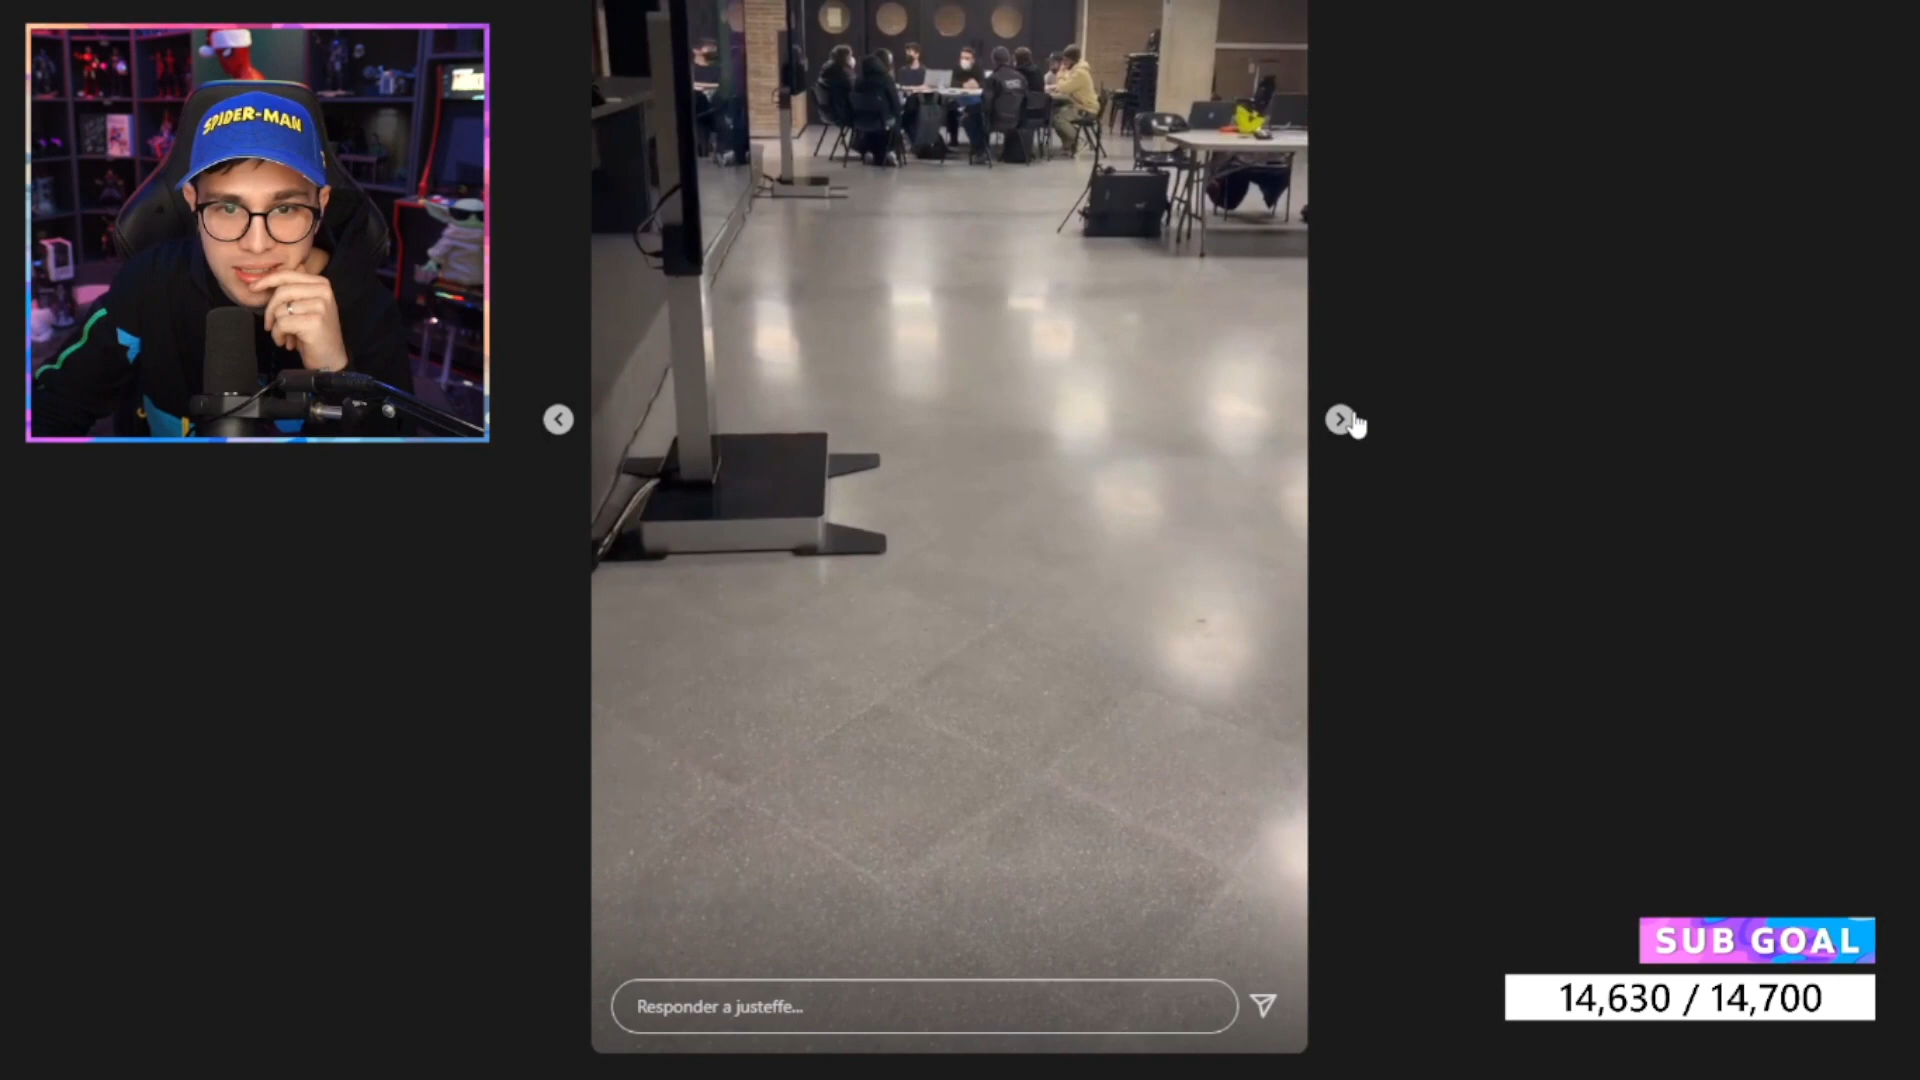 SPIDER-MAN
Responder a justeffe...
SUB GOAL
14,630 / 14,700